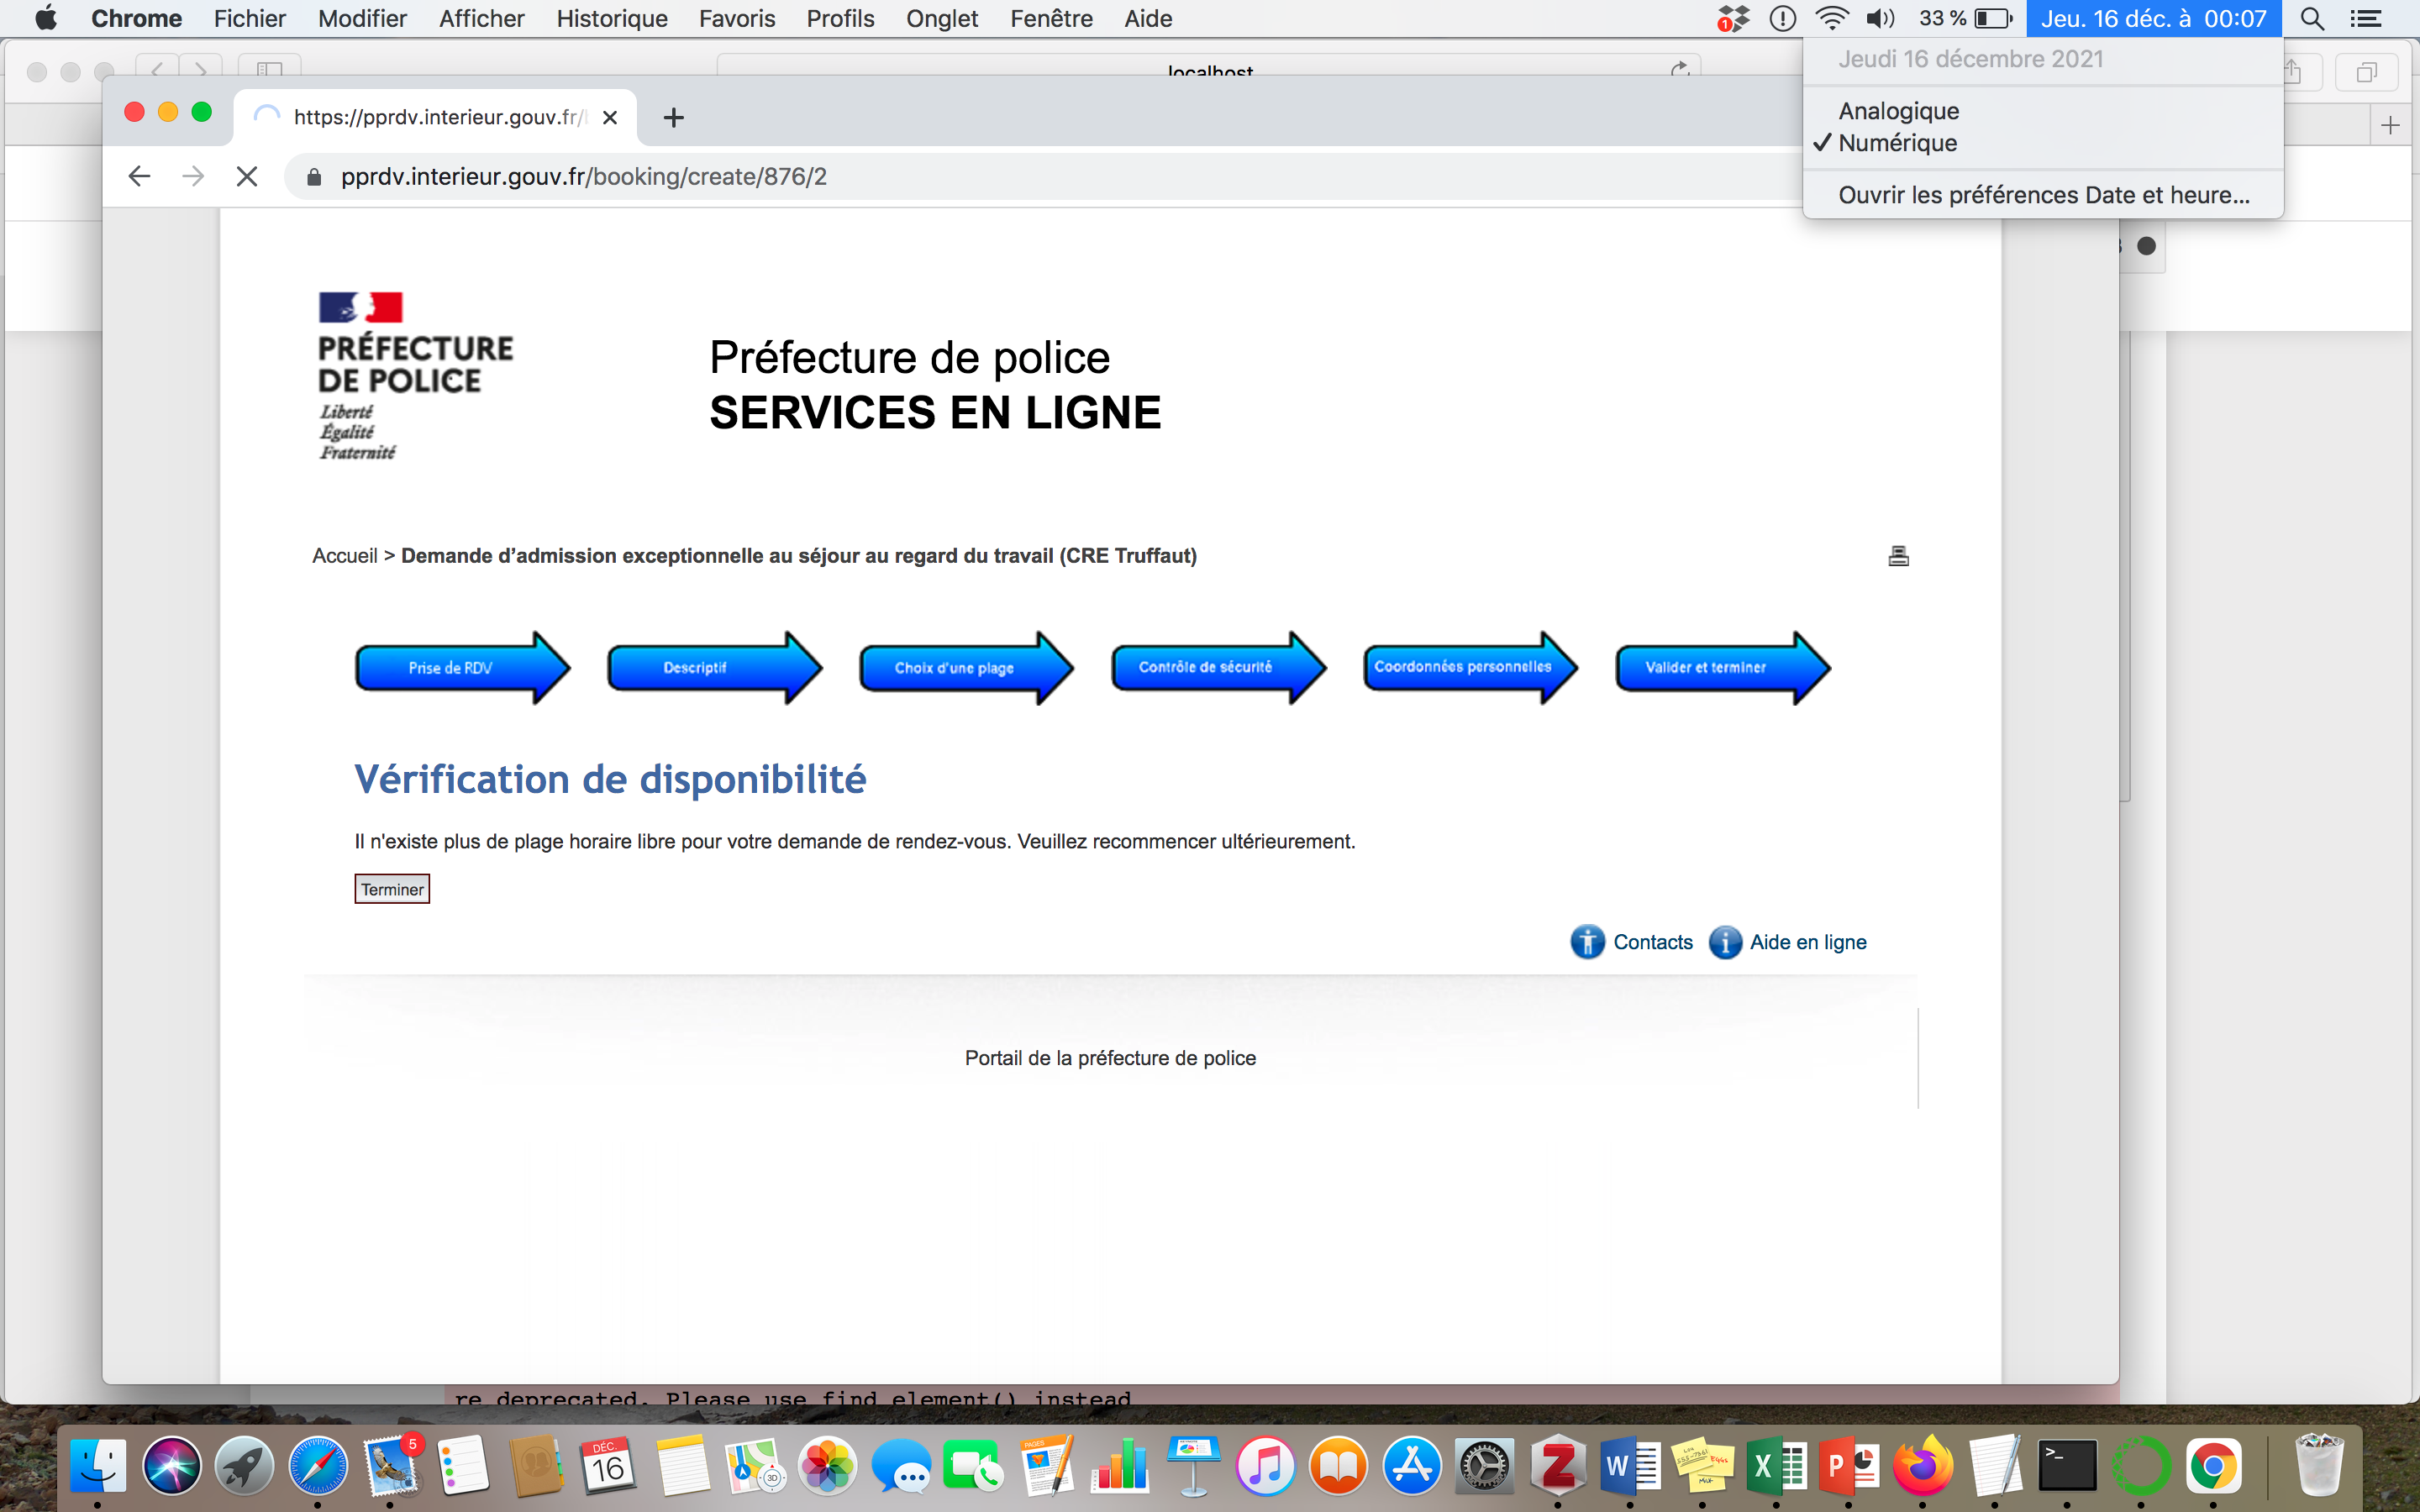 Chrome Fichier Modifier Afficher Historique Favoris Profils Onglet Fenêtre Aide 1 33 % Jeu. 16 déc. à 00:07
Jeudi 16 décembre 2021
Analogique
✓ Numérique
Ouvrir les préférences Date et heure...
localhost
https://pprdv.interieur.gouv.fr/
pprdv.interieur.gouv.fr/booking/create/876/2
PRÉFECTURE
DE POLICE
Liberté
Égalité
Fraternité
Préfecture de police
SERVICES EN LIGNE
Accueil > Demande d’admission exceptionnelle au séjour au regard du travail (CRE Truffaut)
Prise de RDV Descriptif Choix d'une plage Contrôle de sécurité Coordonnées personnelles Valider et terminer
Vérification de disponibilité
Il n'existe plus de plage horaire libre pour votre demande de rendez-vous. Veuillez recommencer ultérieurement.
Terminer
Contacts Aide en ligne
Portail de la préfecture de police
re deprecated. Please use find_element() instead
5
DÉC.
16
PAGES
3D
Z
W
X
P
>_